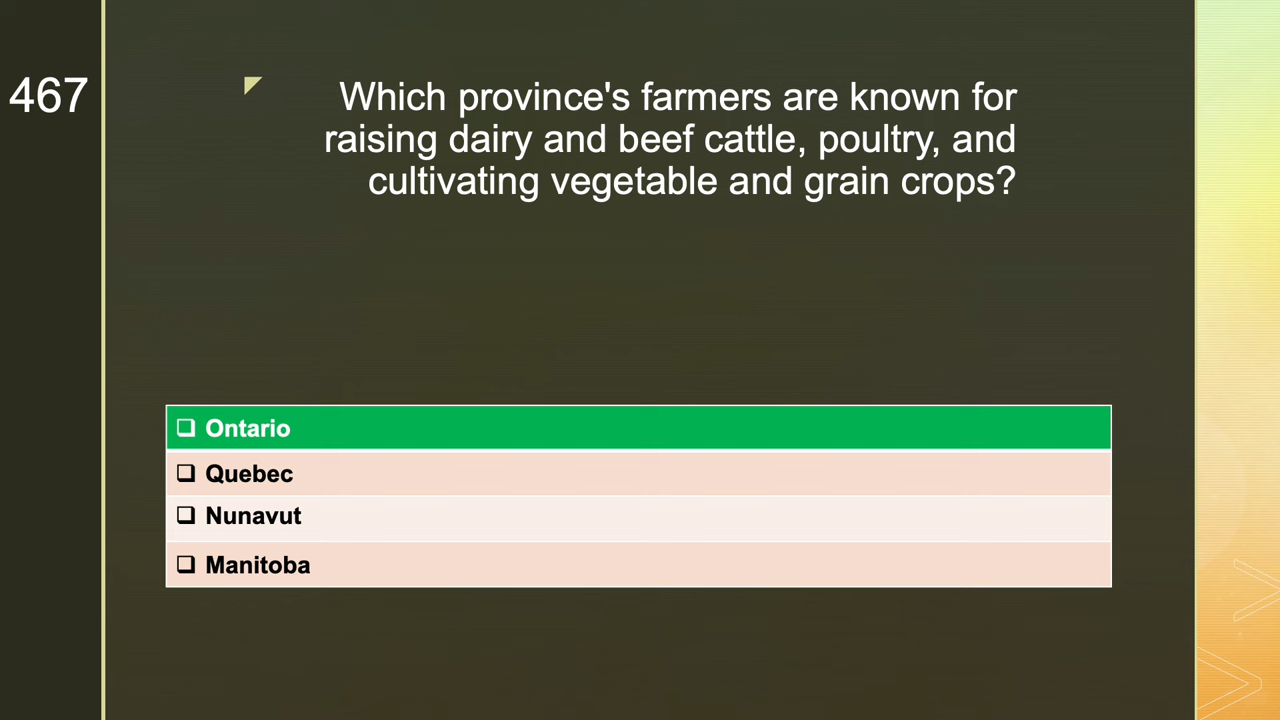 467
Which province's farmers are known for
raising dairy and beef cattle, poultry, and
cultivating vegetable and grain crops?
❑ Ontario
❑ Quebec
❑ Nunavut
❑ Manitoba